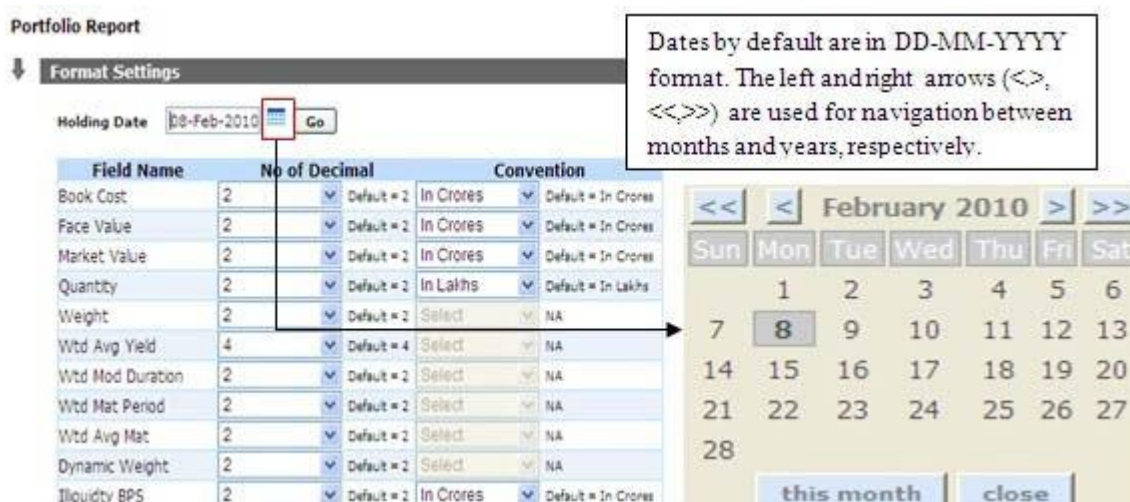 Portfolio Report
Format Settings
Dates by default are in DD-MM-YYYY
format. The left and right arrows (<>,
<<,>>) are used for navigation between
months and years, respectively.
Holding Date 08-Feb-2010 Go
Field Name No of Decimal Convention
Book Cost 2 Default = 2 In Crores Default = In Crores
Face Value 2 Default = 2 In Crores Default = In Crores
Market Value 2 Default = 2 In Crores Default = In Crores
Quantity 2 Default = 2 In Lakhs Default = In Lakhs
Weight 2 Default = 2 Select NA
Wtd Avg Yield 4 Default = 4 Select NA
Wtd Mod Duration 2 Default = 2 Select NA
Wtd Mat Period 2 Default = 2 Select NA
Wtd Avg Mat 2 Default = 2 Select NA
Dynamic Weight 2 Default = 2 Select NA
Illiquidty BPS 2 Default = 2 In Crores Default = In Crores
<< < February 2010 > >>
Sun Mon Tue Wed Thu Fri Sat
1 2 3 4 5 6
7 8 9 10 11 12 13
14 15 16 17 18 19 20
21 22 23 24 25 26 27
28
this month close